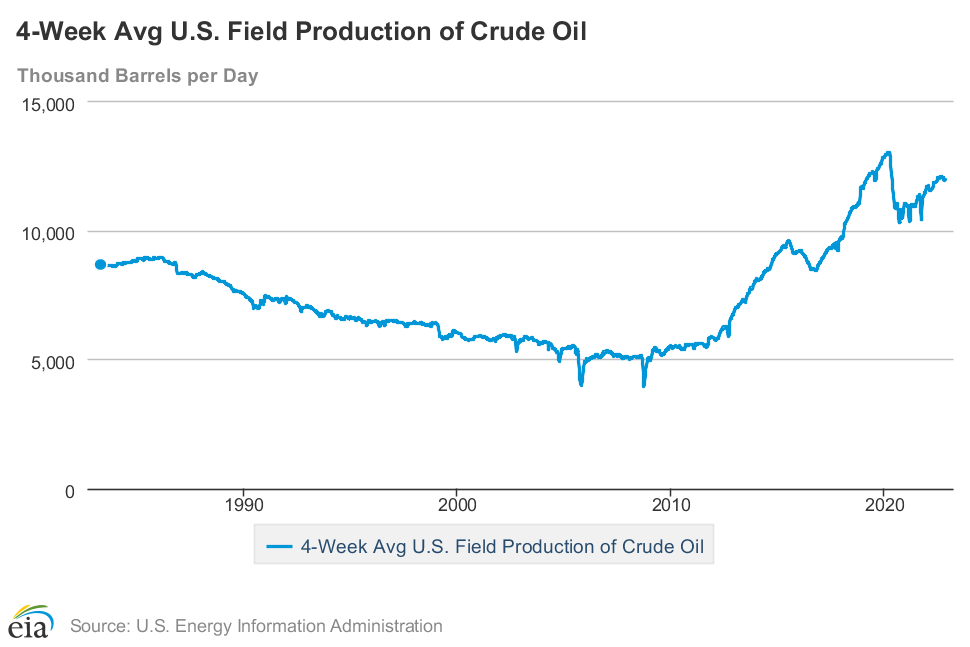 4-Week Avg U.S. Field Production of Crude Oil
Thousand Barrels per Day
15,000
10,000
5,000
0
1990 2000 2010 2020
4-Week Avg U.S. Field Production of Crude Oil
eia Source: U.S. Energy Information Administration